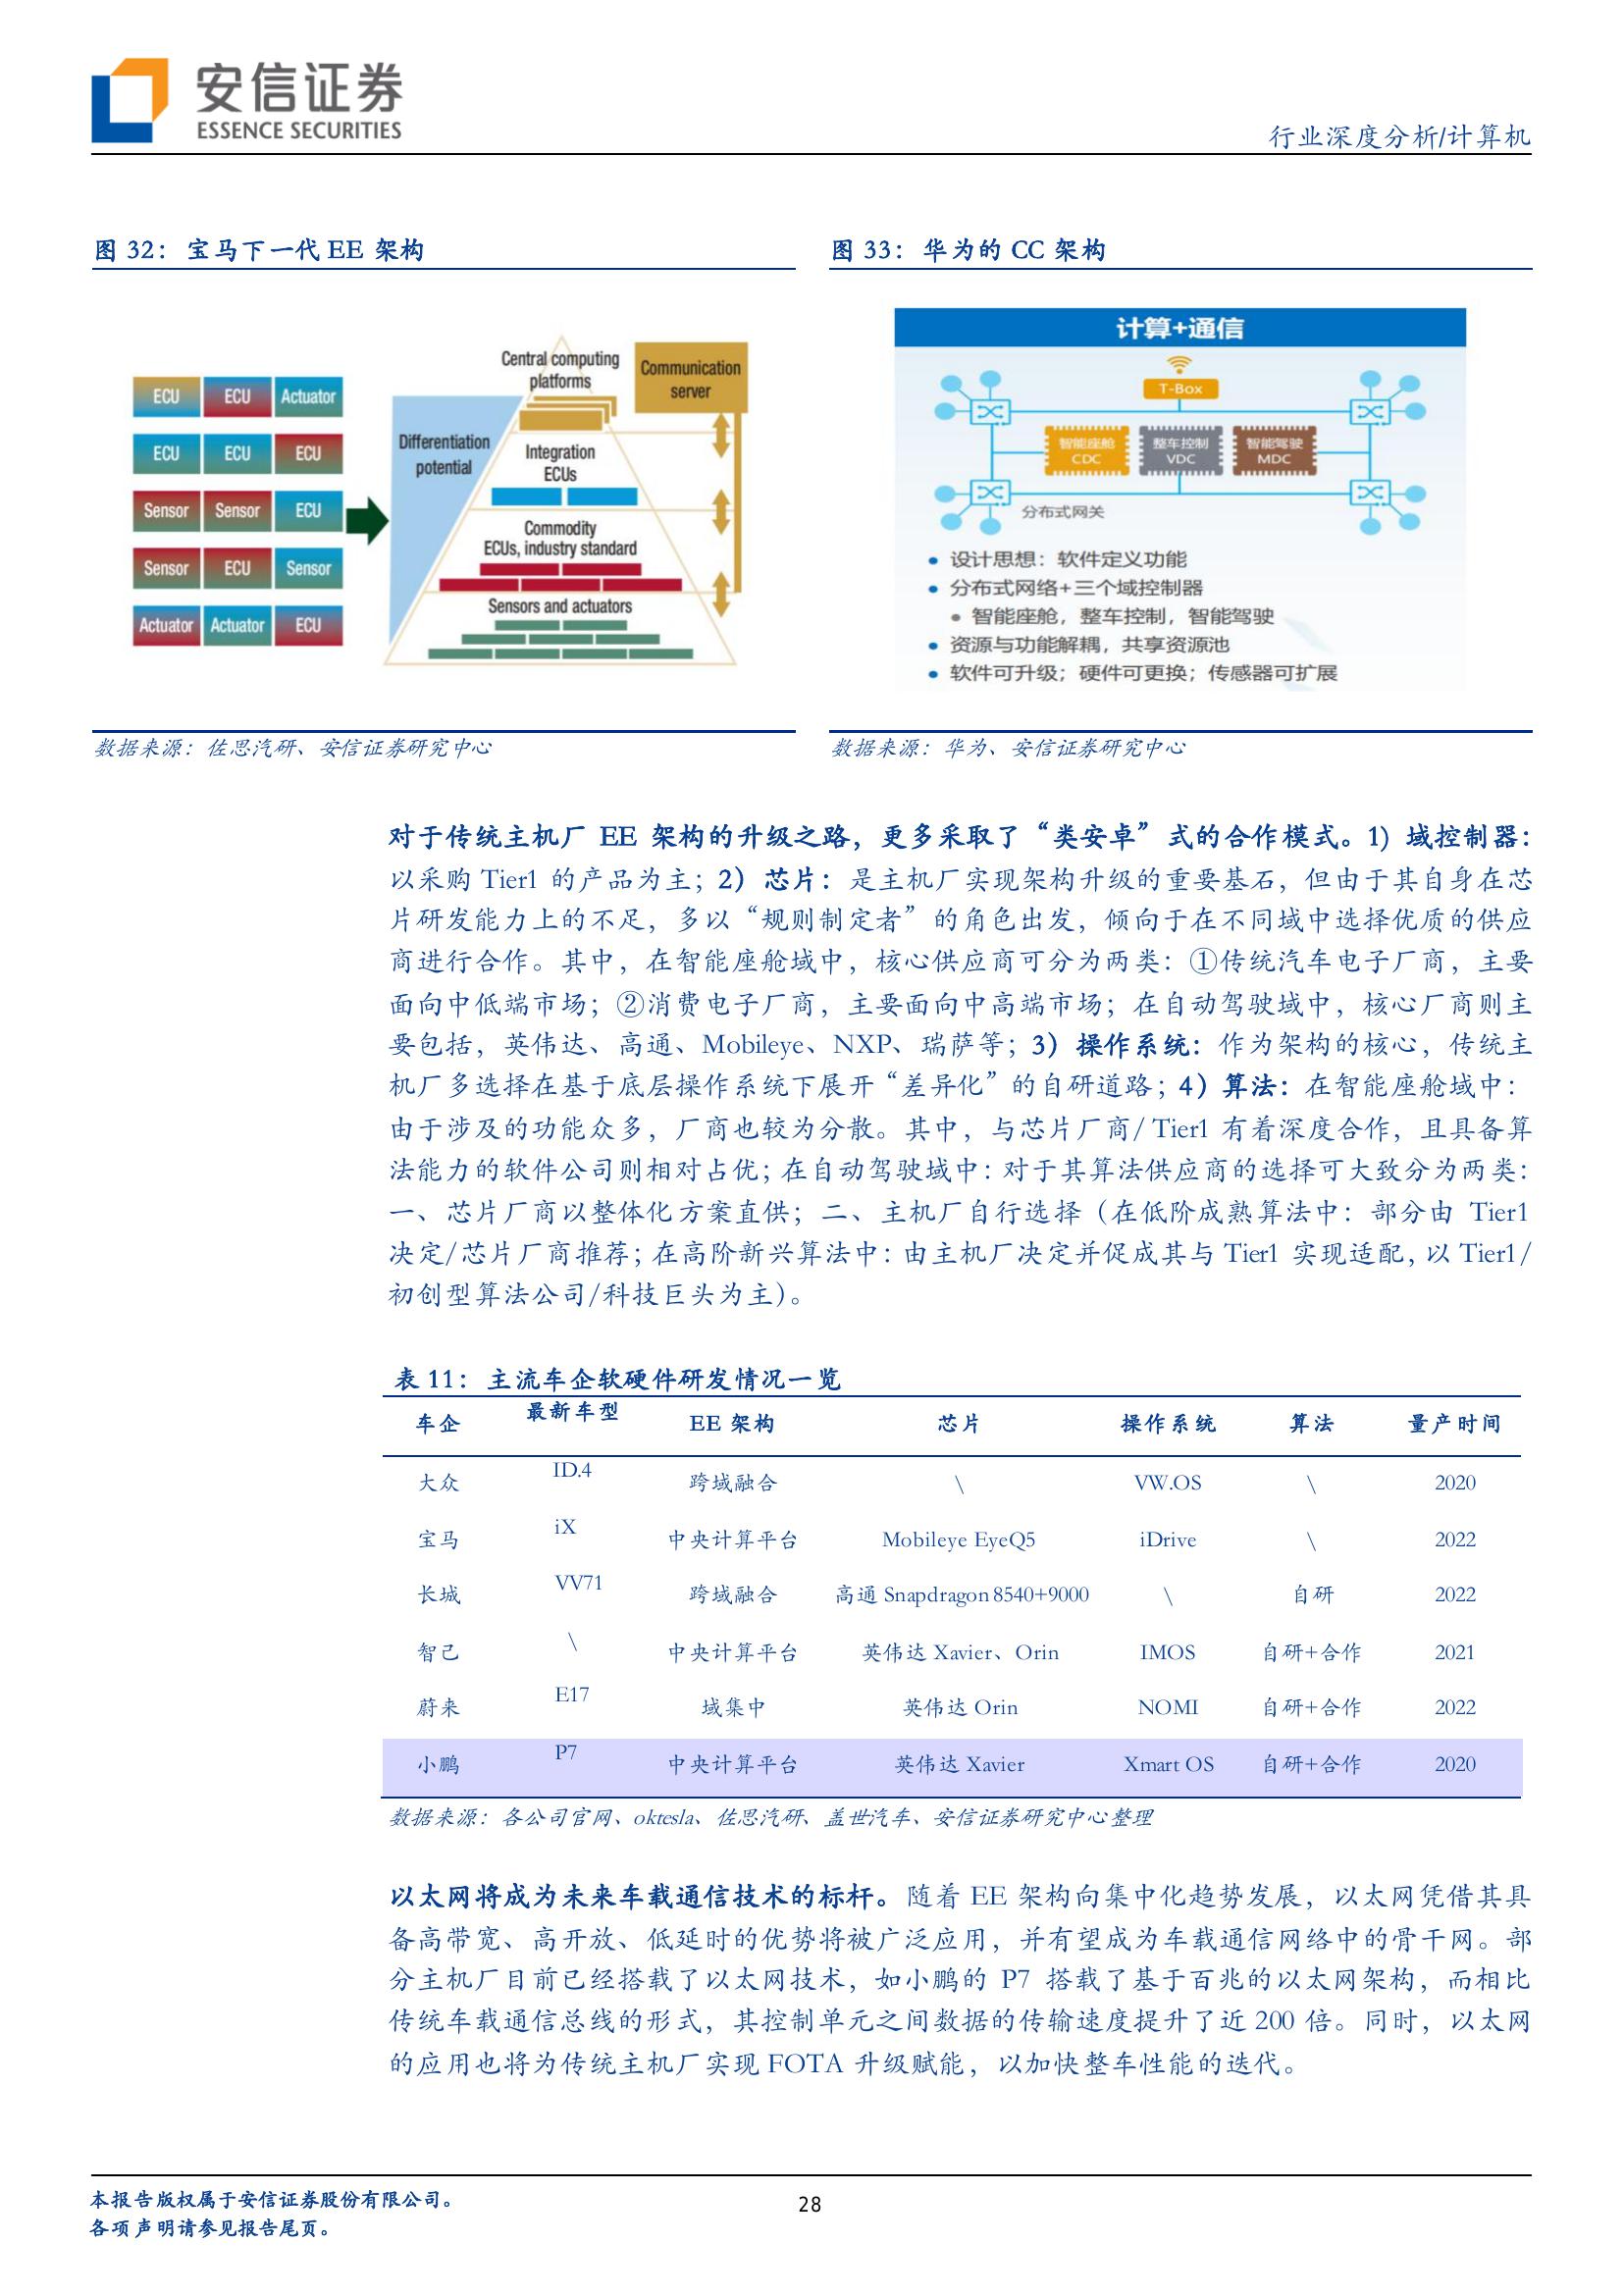 安信证券
ESSENCE SECURITIES
行业深度分析/计算机
图 32：宝马下一代 EE 架构
ECU ECU Actuator
ECU ECU ECU
Sensor Sensor ECU
Sensor ECU Sensor
Actuator Actuator ECU
Differentiation
potential
Central computing
platforms
Communication
server
Integration
ECUs
Commodity
ECUs, industry standard
Sensors and actuators
数据来源：佐思汽研、安信证券研究中心
图 33：华为的 CC 架构
计算+通信
T-Box
智能座舱
CDC
整车控制
VDC
智能驾驶
MDC
分布式网关
• 设计思想：软件定义功能
• 分布式网络+三个域控制器
• 智能座舱，整车控制，智能驾驶
• 资源与功能解耦，共享资源池
• 软件可升级；硬件可更换；传感器可扩展
数据来源：华为、安信证券研究中心
对于传统主机厂 EE 架构的升级之路，更多采取了“类安卓”式的合作模式。1）域控制器：
以采购 Tier1 的产品为主；2）芯片：是主机厂实现架构升级的重要基石，但由于其自身在芯
片研发能力上的不足，多以“规则制定者”的角色出发，倾向于在不同域中选择优质的供应
商进行合作。其中，在智能座舱域中，核心供应商可分为两类：①传统汽车电子厂商，主要
面向中低端市场；②消费电子厂商，主要面向中高端市场；在自动驾驶域中，核心厂商则主
要包括，英伟达、高通、Mobileye、NXP、瑞萨等；3）操作系统：作为架构的核心，传统主
机厂多选择在基于底层操作系统下展开“差异化”的自研道路；4）算法：在智能座舱域中：
由于涉及的功能众多，厂商也较为分散。其中，与芯片厂商/Tier1 有着深度合作，且具备算
法能力的软件公司则相对占优；在自动驾驶域中：对于其算法供应商的选择可大致分为两类：
一、芯片厂商以整体化方案直供；二、主机厂自行选择（在低阶成熟算法中：部分由 Tier1
决定/芯片厂商推荐；在高阶新兴算法中：由主机厂决定并促成其与 Tier1 实现适配，以 Tier1/
初创型算法公司/科技巨头为主）。
表 11：主流车企软硬件研发情况一览
车企 最新车型 EE 架构 芯片 操作系统 算法 量产时间
大众 ID.4 跨域融合 \ VW.OS \ 2020
宝马 iX 中央计算平台 Mobileye EyeQ5 iDrive \ 2022
长城 VV71 跨域融合 高通 Snapdragon 8540+9000 \ 自研 2022
智己 \ 中央计算平台 英伟达 Xavier、Orin IMOS 自研+合作 2021
蔚来 E17 域集中 英伟达 Orin NOMI 自研+合作 2022
小鹏 P7 中央计算平台 英伟达 Xavier Xmart OS 自研+合作 2020
数据来源：各公司官网、oktesla、佐思汽研、盖世汽车、安信证券研究中心整理
以太网将成为未来车载通信技术的标杆。随着 EE 架构向集中化趋势发展，以太网凭借其具
备高带宽、高开放、低延时的优势将被广泛应用，并有望成为车载通信网络中的骨干网。部
分主机厂目前已经搭载了以太网技术，如小鹏的 P7 搭载了基于百兆的以太网架构，而相比
传统车载通信总线的形式，其控制单元之间数据的传输速度提升了近 200 倍。同时，以太网
的应用也将为传统主机厂实现 FOTA 升级赋能，以加快整车性能的迭代。
本报告版权属于安信证券股份有限公司。
各项声明请参见报告尾页。
28